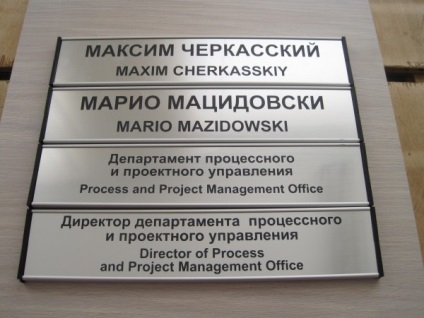 МАКСИМ ЧЕРКАССКИЙ
MAXIM CHERKASSKIY
МАРИО МАЦИДОВСКИ
MARIO MAZIDOWSKI
Департамент процессного
и проектного управления
Process and Project Management Office
Директор департамента процессного
и проектного управления
Director of Process
and Project Management Office